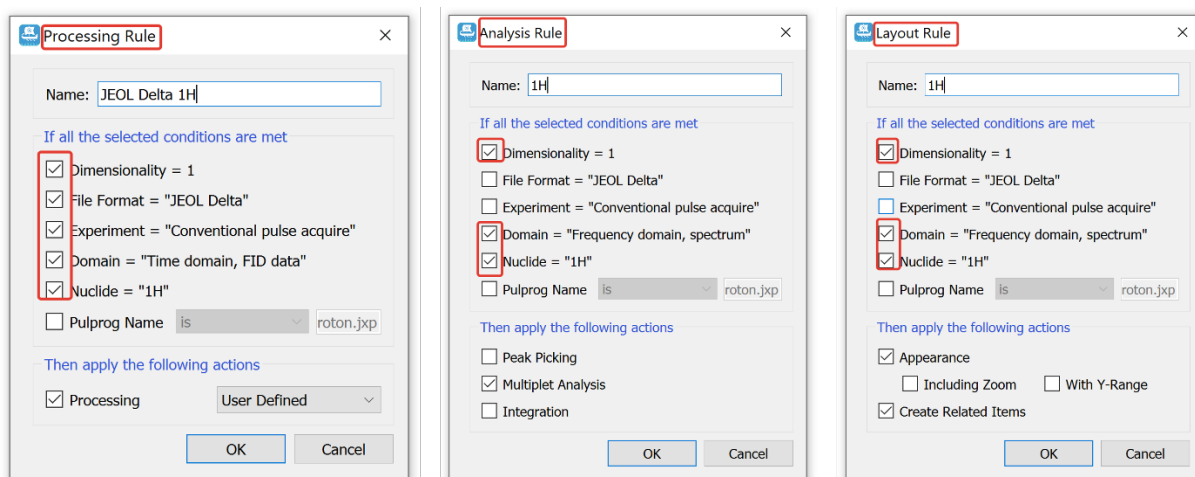 Processing Rule
Name: JEOL Delta 1H
If all the selected conditions are met
Dimensionality = 1
File Format = "JEOL Delta"
Experiment = "Conventional pulse acquire"
Domain = "Time domain, FID data"
Nuclide = "1H"
Pulprog Name is roton.jxp
Then apply the following actions
Processing User Defined
OK Cancel
Analysis Rule
Name: 1H
If all the selected conditions are met
Dimensionality = 1
File Format = "JEOL Delta"
Experiment = "Conventional pulse acquire"
Domain = "Frequency domain, spectrum"
Nuclide = "1H"
Pulprog Name is roton.jxp
Then apply the following actions
Peak Picking
Multiplet Analysis
Integration
OK Cancel
Layout Rule
Name: 1H
If all the selected conditions are met
Dimensionality = 1
File Format = "JEOL Delta"
Experiment = "Conventional pulse acquire"
Domain = "Frequency domain, spectrum"
Nuclide = "1H"
Pulprog Name is roton.jxp
Then apply the following actions
Appearance
Including Zoom With Y-Range
Create Related Items
OK Cancel